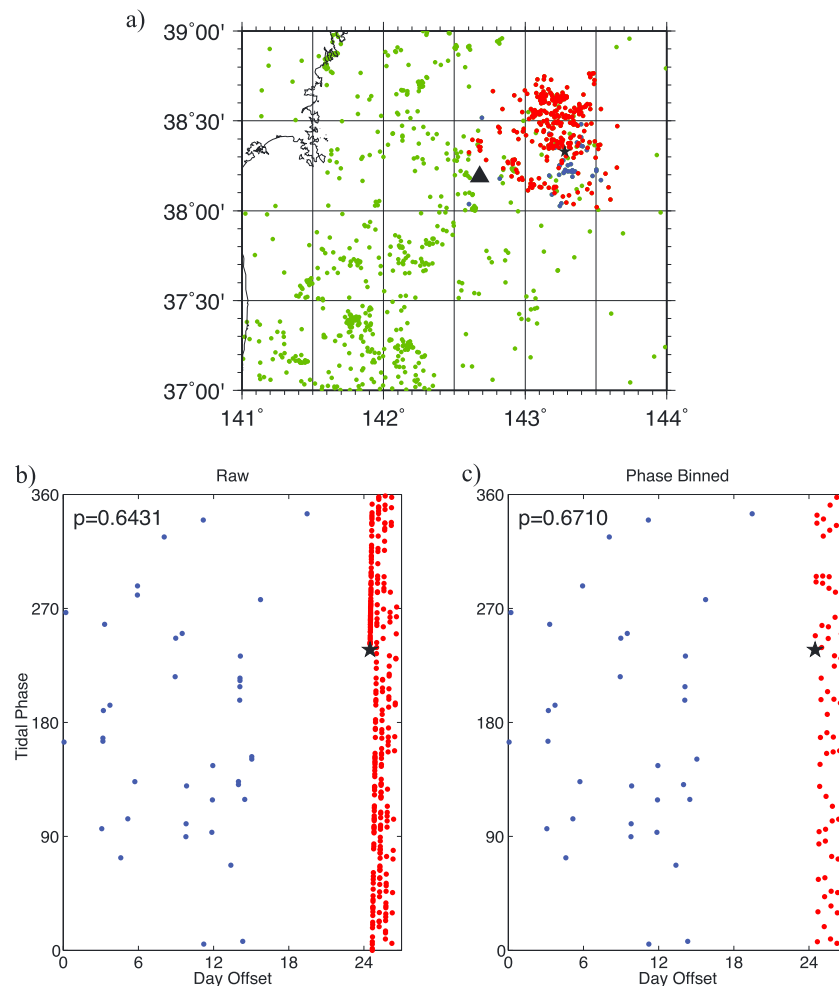 a)
39˚00'
38˚30'
38˚00'
37˚30'
37˚00'
141˚ 142˚ 143˚ 144˚
b) Raw
360
270
180
90
0
p=0.6431
Tidal Phase
0 6 12 18 24
Day Offset
c) Phase Binned
360
270
180
90
0
p=0.6710
0 6 12 18 24
Day Offset